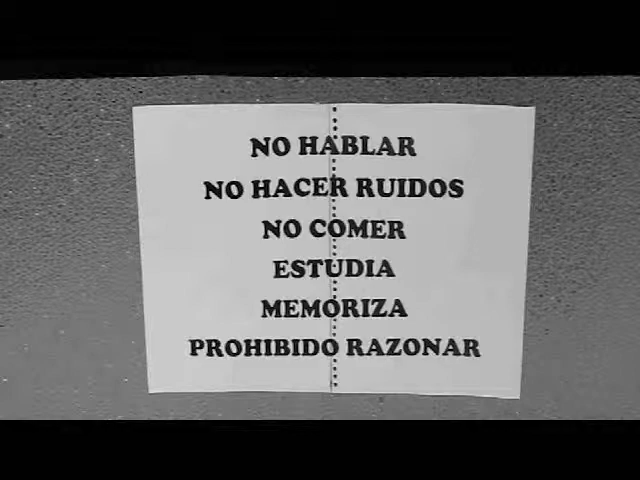 NO HABLAR
NO HACER RUIDOS
NO COMER
ESTUDIA
MEMORIZA
PROHIBIDO RAZONAR